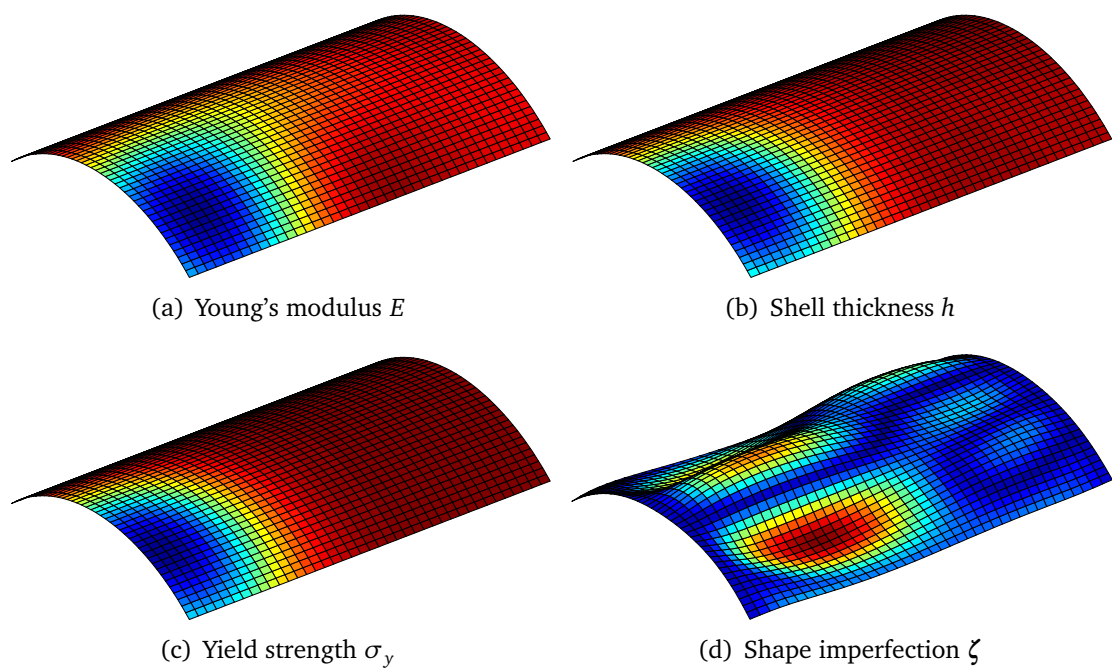 (a) Young's modulus E
(b) Shell thickness h
(c) Yield strength σ_y
(d) Shape imperfection ζ